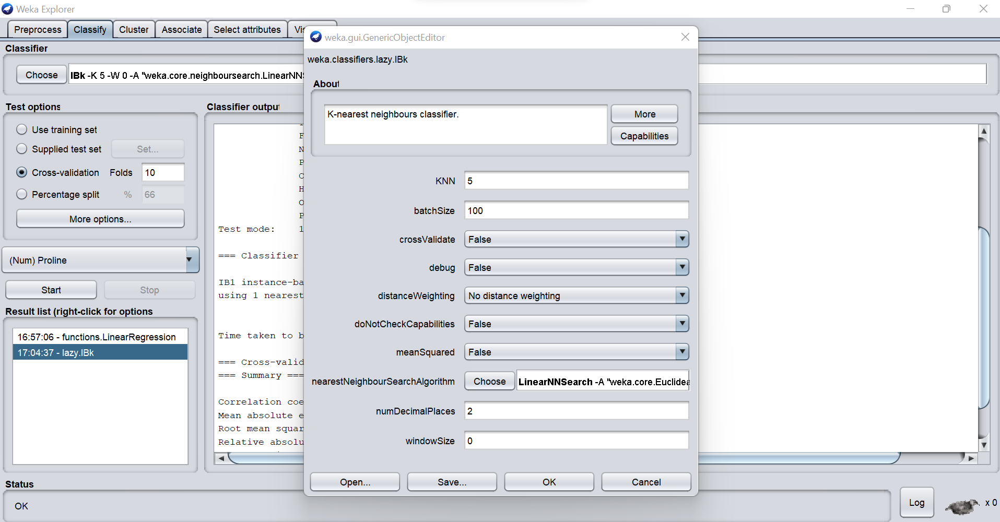 Weka Explorer
Preprocess
Classify
Cluster
Associate
Select attributes
Classifier
Choose
IBk -K 5 -W 0 -A "weka.core.neighboursearch.LinearNNS
Test options
Use training set
Supplied test set
Set...
Cross-validation Folds 10
Percentage split % 66
More options...
(Num) Proline
Start
Stop
Result list (right-click for options
16:57:06 - functions.LinearRegression
17:04:37 - lazy.IBk
Classifier output
F
N
P
C
H
O
P
Test mode: 1
=== Classifier
IB1 instance-ba
using 1 nearest
Time taken to b
=== Cross-valid
=== Summary ===
Correlation coe
Mean absolute e
Root mean squar
Relative absolu
weka.gui.GenericObjectEditor
weka.classifiers.lazy.IBk
About
K-nearest neighbours classifier.
More
Capabilities
KNN 5
batchSize 100
crossValidate False
debug False
distanceWeighting No distance weighting
doNotCheckCapabilities False
meanSquared False
nearestNeighbourSearchAlgorithm Choose LinearNNSearch -A "weka.core.Euclidea
numDecimalPlaces 2
windowSize 0
Open...
Save...
OK
Cancel
Status
OK
Log
x 0